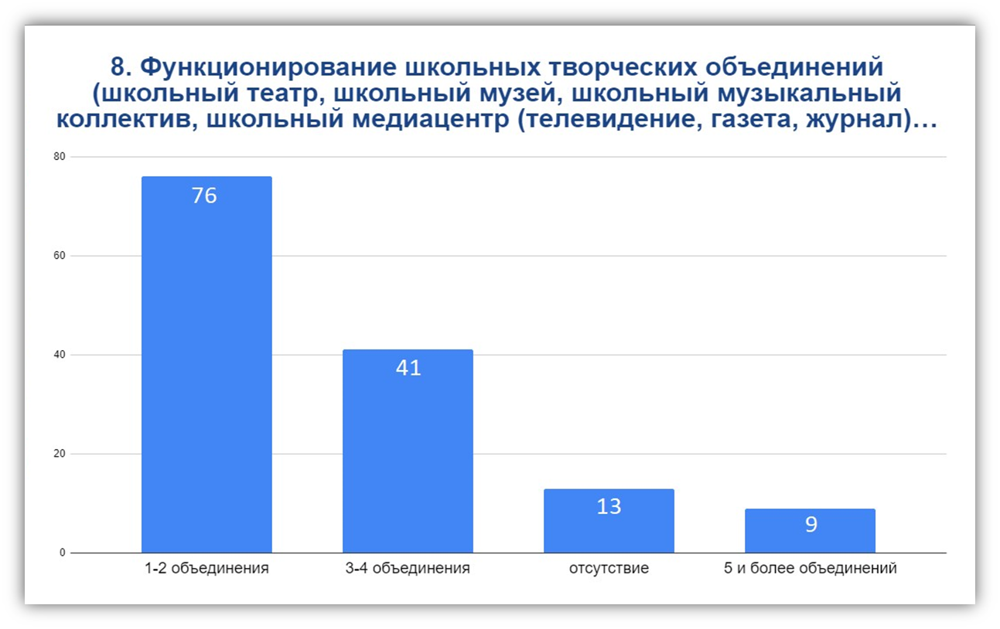 8. Функционирование школьных творческих объединений
(школьный театр, школьный музей, школьный музыкальный
коллектив, школьный медиацентр (телевидение, газета, журнал)…
80
60
40
20
0
76
41
13
9
1-2 объединения
3-4 объединения
отсутствие
5 и более объединений